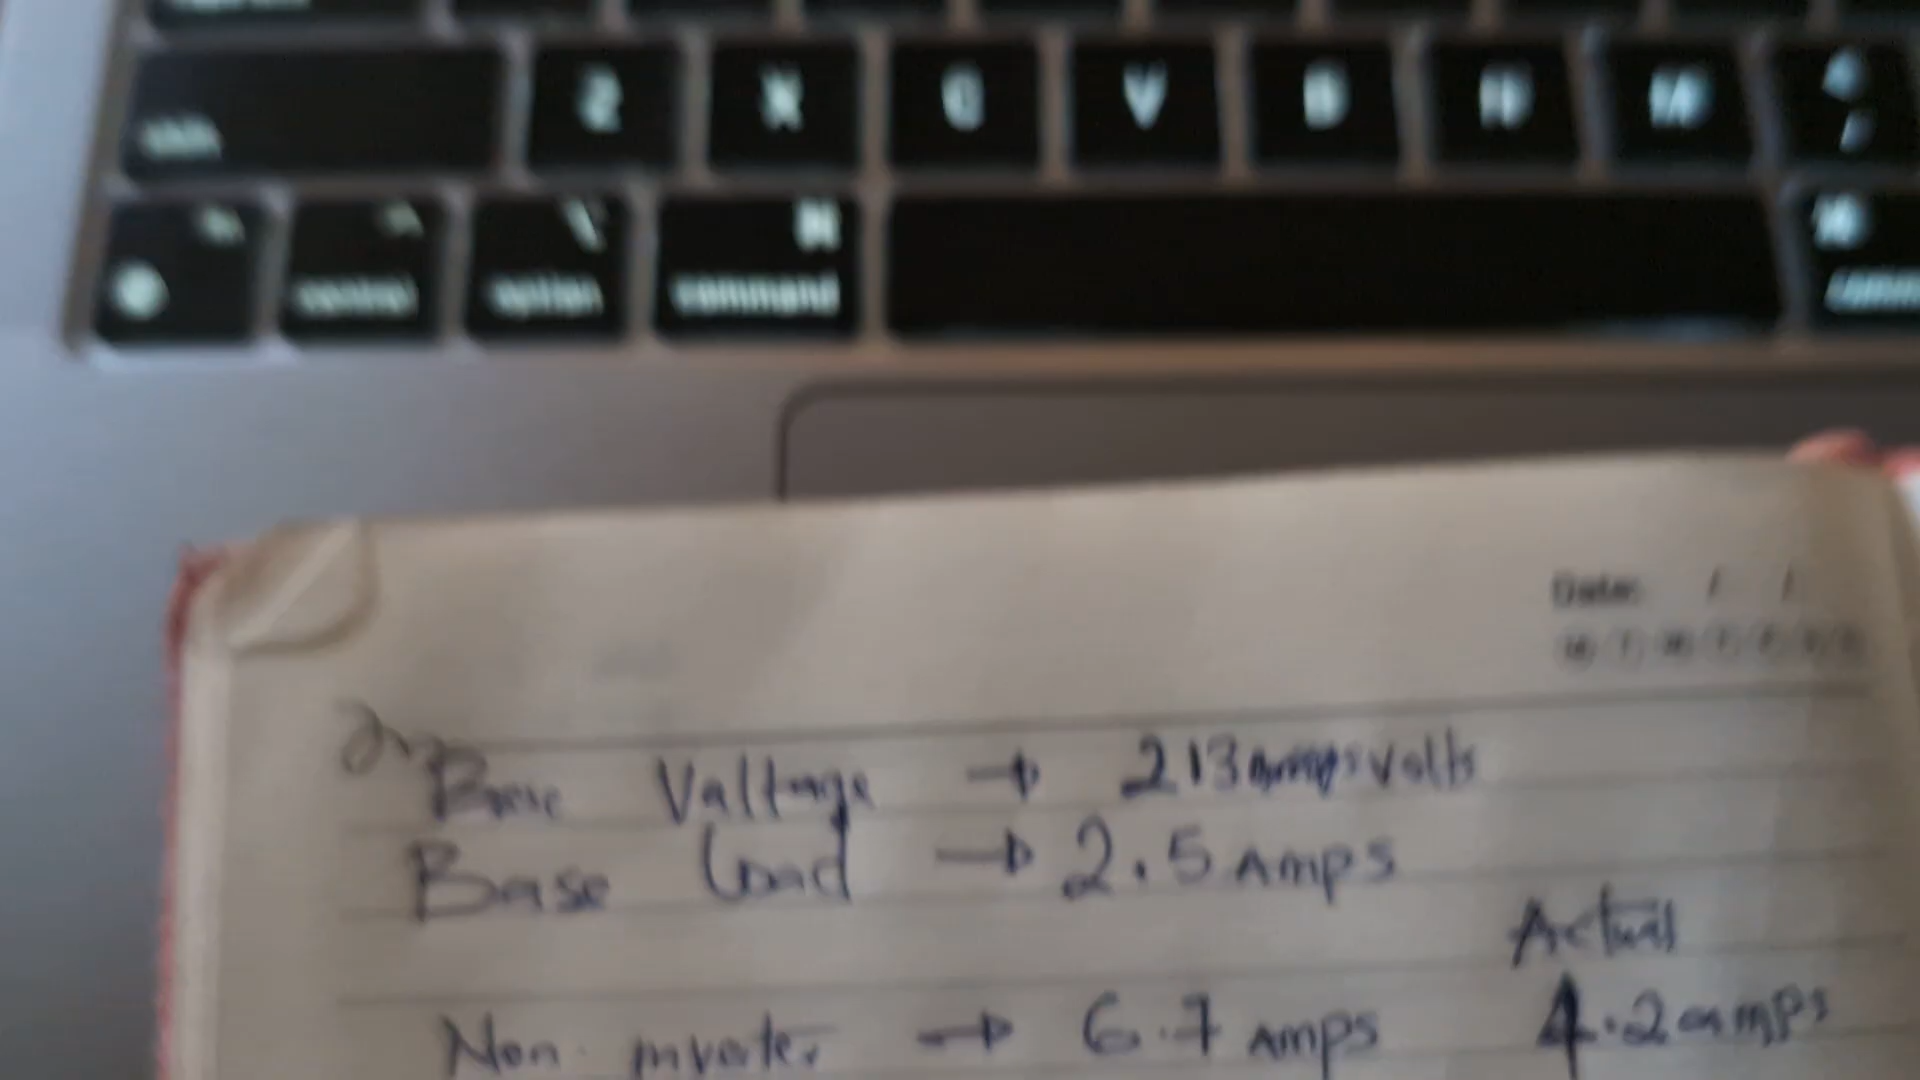 Z X C V B N M
control option command
Date: / /
Base Voltage → 213 volts
Base Load → 2.5 Amps
Actual
Non inverter → 6.7 Amps 4.2 amps